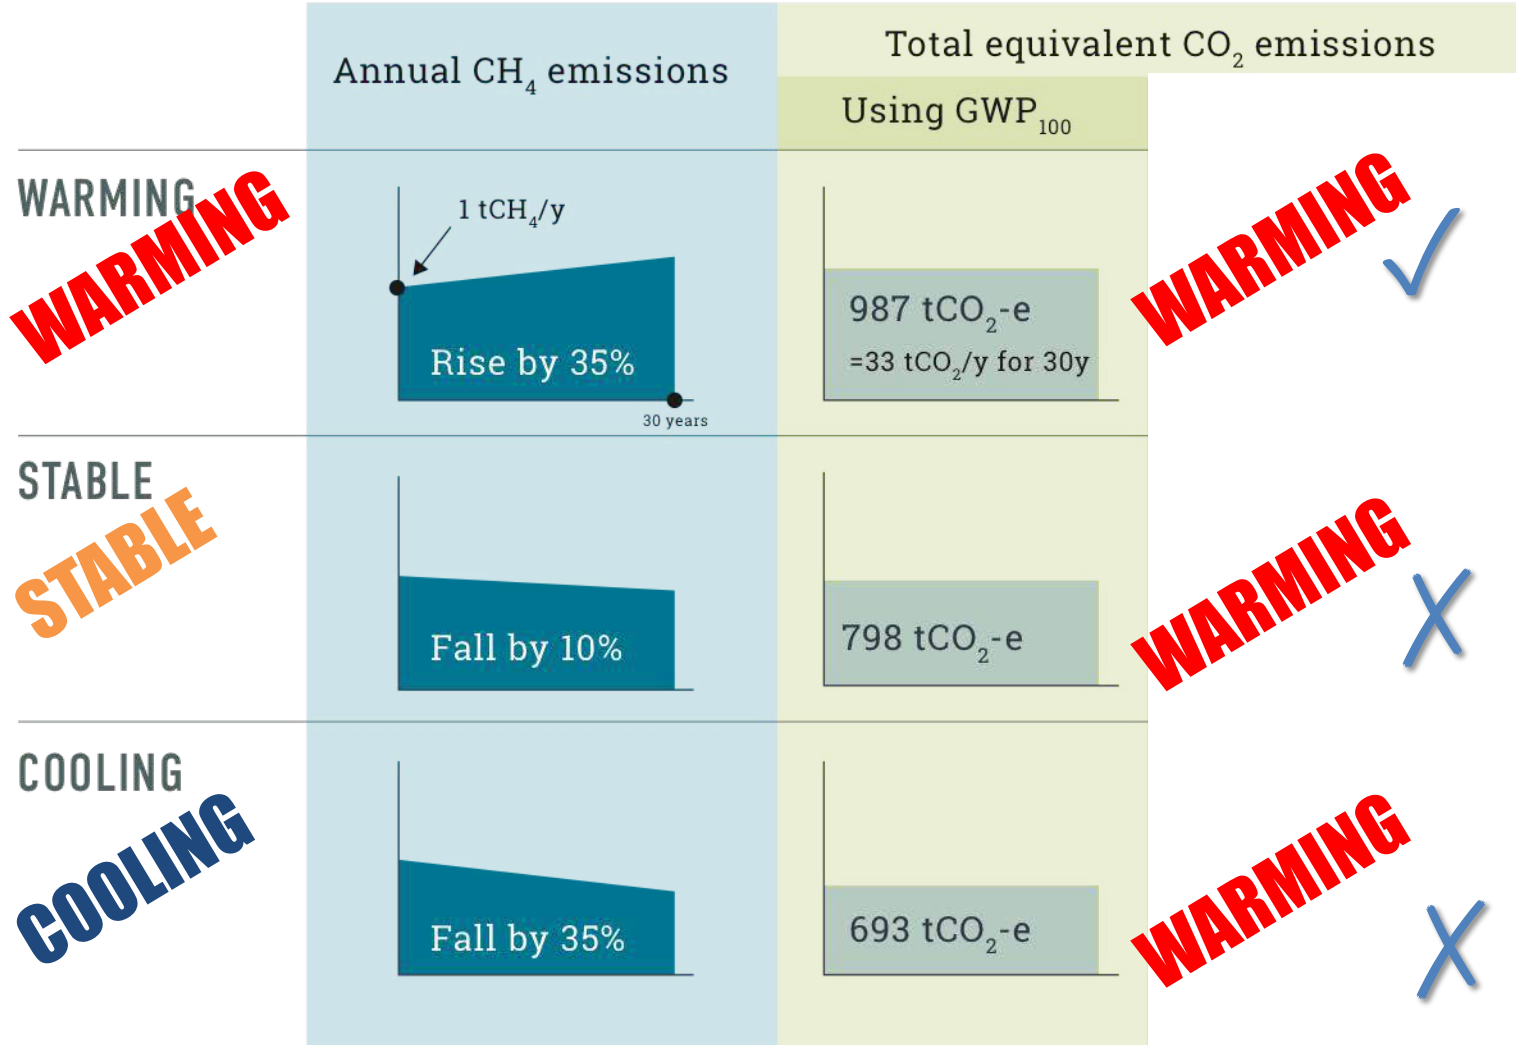 Annual CH₄ emissions
Total equivalent CO₂ emissions
Using GWP₁₀₀
WARMING
WARMING
1 tCH₄/y
Rise by 35%
30 years
987 tCO₂-e
=33 tCO₂/y for 30y
WARMING
STABLE
STABLE
Fall by 10%
798 tCO₂-e
WARMING
COOLING
COOLING
Fall by 35%
693 tCO₂-e
WARMING